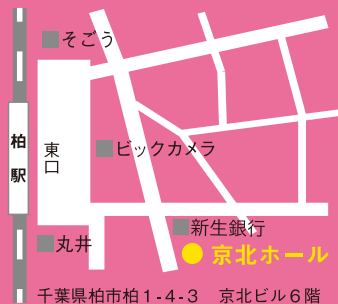 そごう
柏駅
東口
ビックカメラ
新生銀行
丸井
京北ホール
千葉県柏市柏1-4-3　京北ビル6階